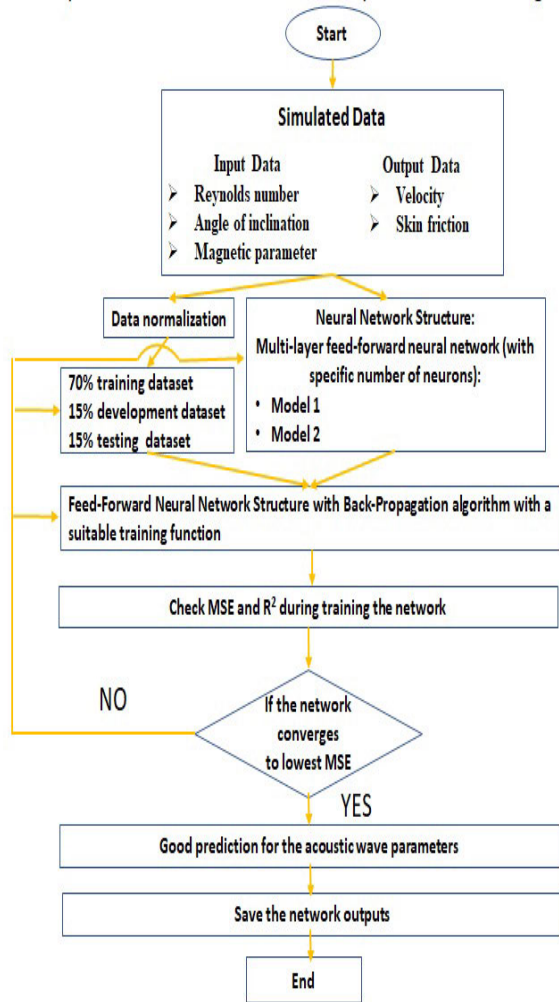 Start
Simulated Data
Input Data
➢ Reynolds number
➢ Angle of inclination
➢ Magnetic parameter
Output Data
➢ Velocity
➢ Skin friction
Data normalization
Neural Network Structure:
Multi-layer feed-forward neural network (with
specific number of neurons):
• Model 1
• Model 2
70% training dataset
15% development dataset
15% testing dataset
Feed-Forward Neural Network Structure with Back-Propagation algorithm with a
suitable training function
Check MSE and R² during training the network
If the network
converges
to lowest MSE
NO
YES
Good prediction for the acoustic wave parameters
Save the network outputs
End